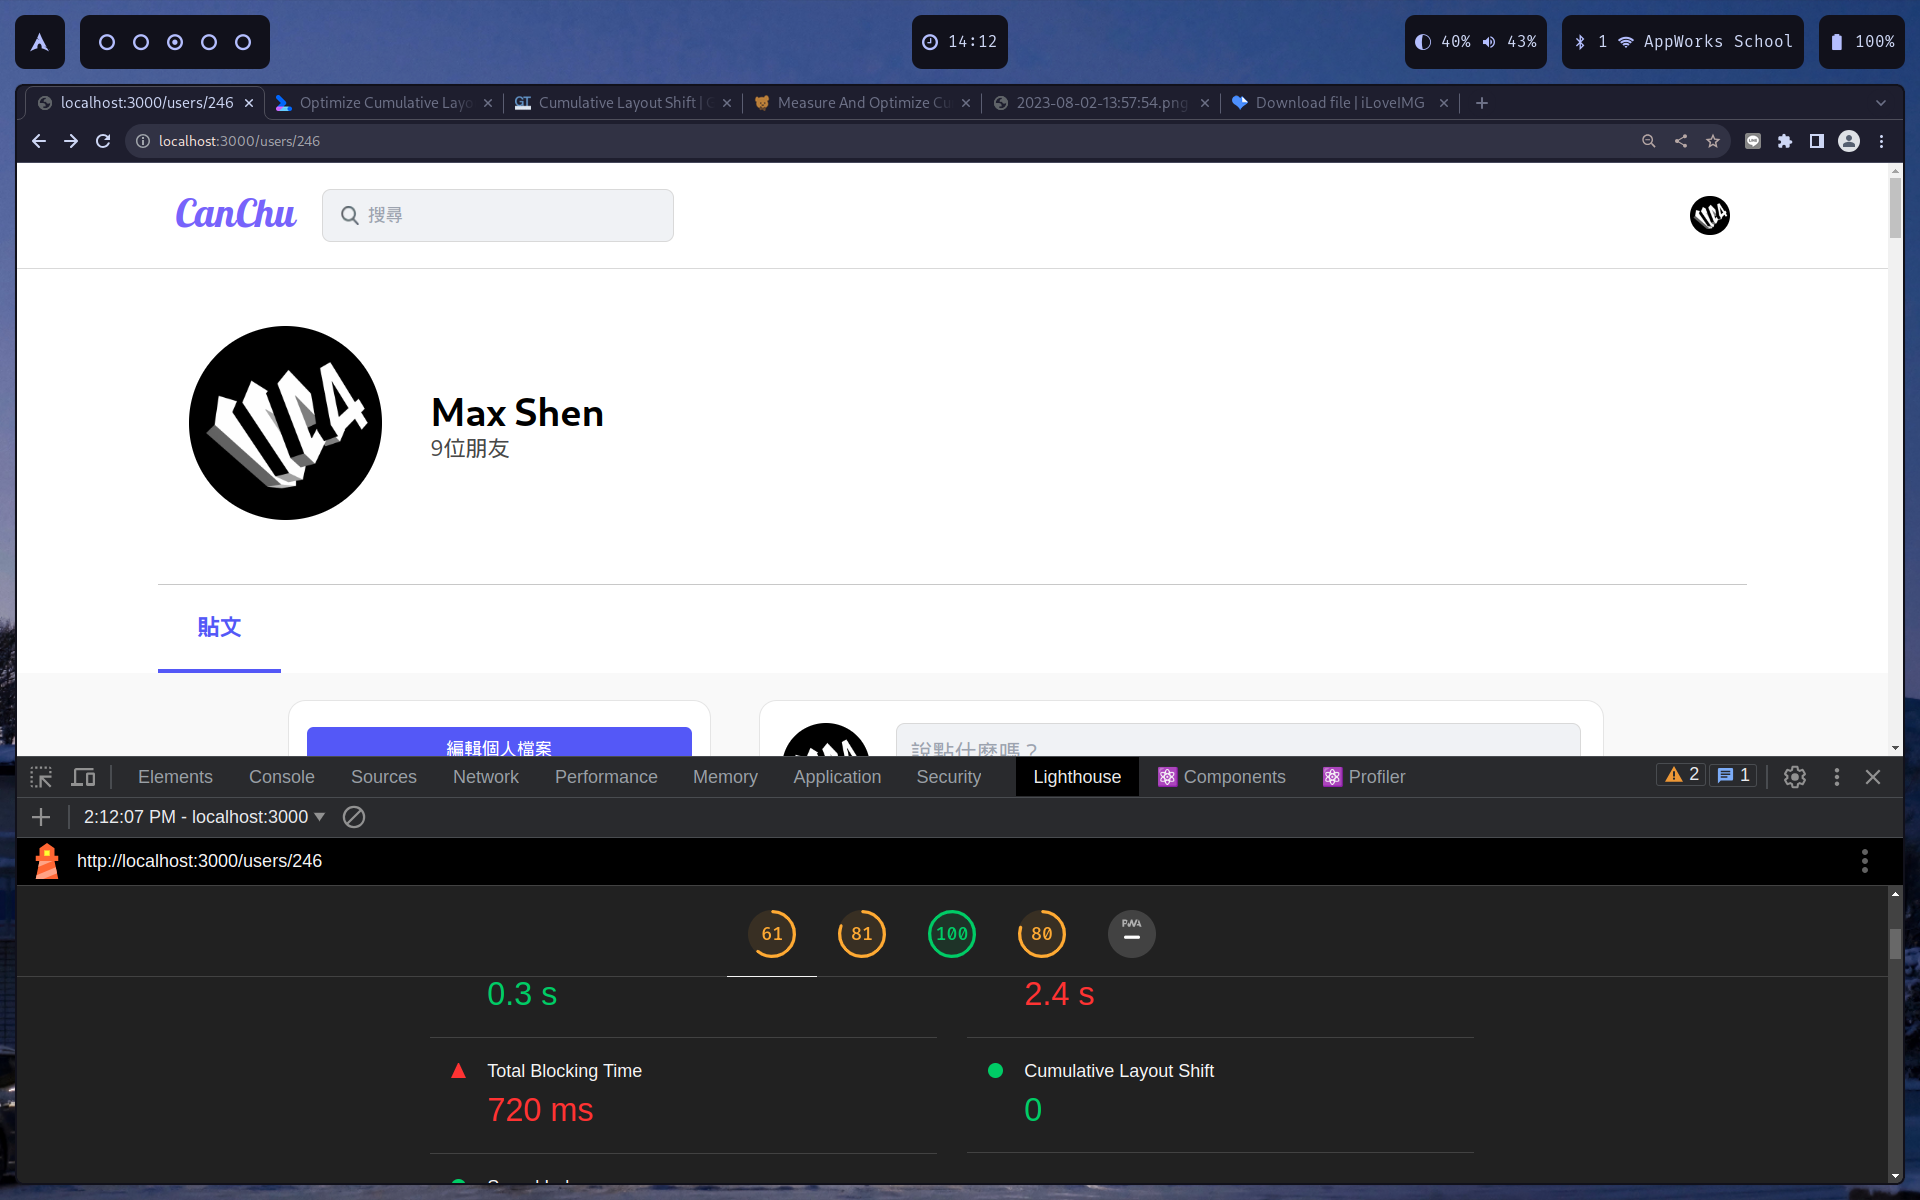 14:12
40% 43%
1 AppWorks School
100%
localhost:3000/users/246
Optimize Cumulative Layo
GT Cumulative Layout Shift |
Measure And Optimize Cu
2023-08-02-13:57:54.png
Download file | iLoveIMG
localhost:3000/users/246
CanChu
搜尋
Max Shen
9位朋友
貼文
編輯個人檔案
說點什麼嗎？
Elements Console Sources Network Performance Memory Application Security Lighthouse Components Profiler 2 1
2:12:07 PM - localhost:3000
http://localhost:3000/users/246
61 81 100 80 PWA
0.3 s
2.4 s
Total Blocking Time
720 ms
Cumulative Layout Shift
0